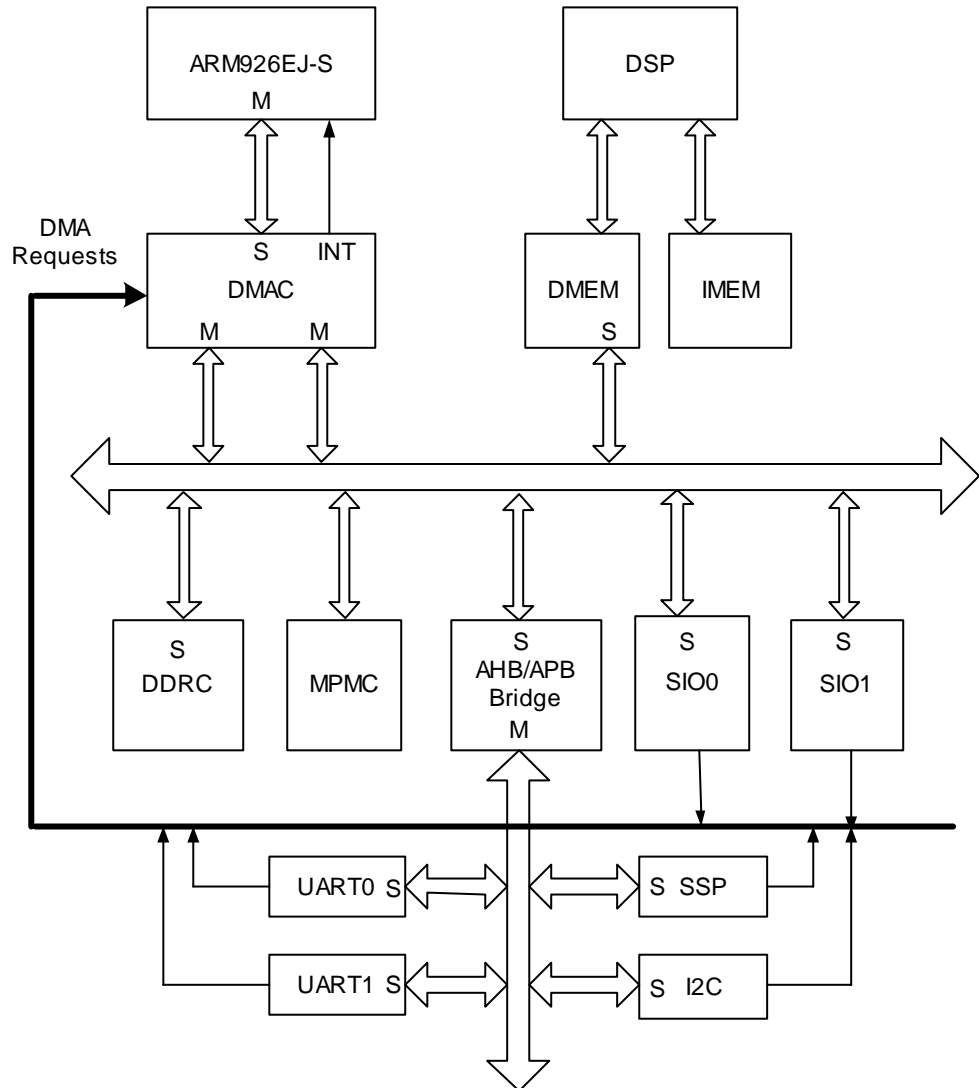 ARM926EJ-S
M
DSP
DMA
Requests
S INT
DMAC
M M
DMEM
S
IMEM
S
DDRC
MPMC
S
AHB/APB
Bridge
M
S
SIO0
S
SIO1
UART0 S
S SSP
UART1 S
S I2C